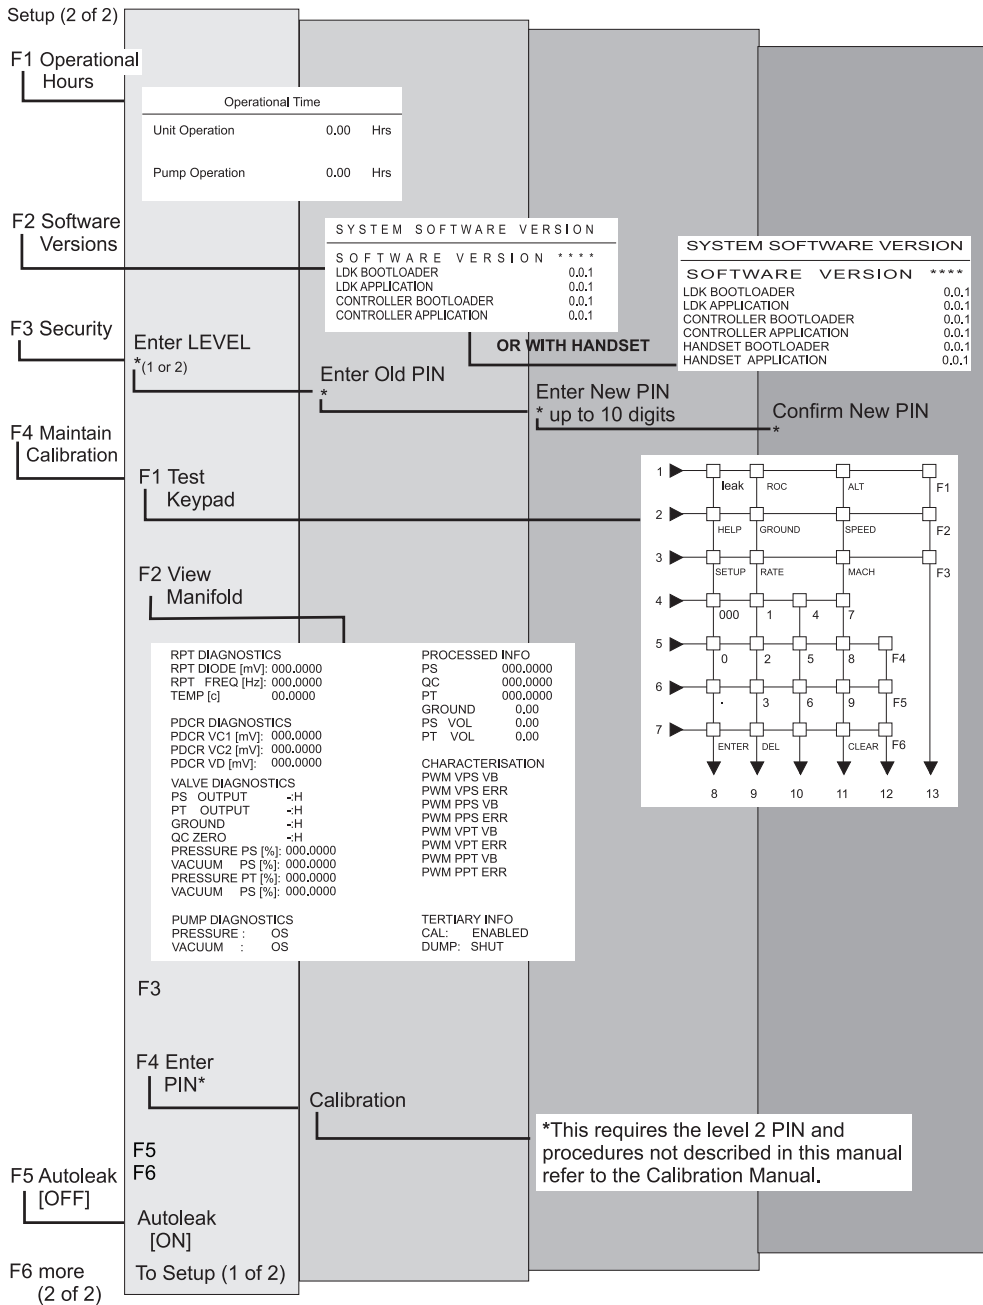 Setup (2 of 2)
F1 Operational
Hours
Operational Time
Unit Operation 0.00 Hrs
Pump Operation 0.00 Hrs
F2 Software
Versions
SYSTEM SOFTWARE VERSION
SOFTWARE VERSION ****
LDK BOOTLOADER 0.0.1
LDK APPLICATION 0.0.1
CONTROLLER BOOTLOADER 0.0.1
CONTROLLER APPLICATION 0.0.1
OR WITH HANDSET
SYSTEM SOFTWARE VERSION
SOFTWARE VERSION ****
LDK BOOTLOADER 0.0.1
LDK APPLICATION 0.0.1
CONTROLLER BOOTLOADER 0.0.1
CONTROLLER APPLICATION 0.0.1
HANDSET BOOTLOADER 0.0.1
HANDSET APPLICATION 0.0.1
F3 Security
Enter LEVEL
*(1 or 2)
Enter Old PIN
*
Enter New PIN
* up to 10 digits
Confirm New PIN
*
F4 Maintain
Calibration
F1 Test
Keypad
1
leak ROC ALT F1
2
HELP GROUND SPEED F2
3
SETUP RATE MACH F3
4
000 1 4 7
5
0 2 5 8 F4
6
. 3 6 9 F5
7
ENTER DEL CLEAR F6
8 9 10 11 12 13
F2 View
Manifold
RPT DIAGNOSTICS
RPT DIODE [mV]: 000.0000
RPT FREQ [Hz]: 000.0000
TEMP [c] 00.0000
PDCR DIAGNOSTICS
PDCR VC1 [mV]: 000.0000
PDCR VC2 [mV]: 000.0000
PDCR VD [mV]: 000.0000
VALVE DIAGNOSTICS
PS OUTPUT -:H
PT OUTPUT -:H
GROUND -:H
QC ZERO -:H
PRESSURE PS [%]: 000.0000
VACUUM PS [%]: 000.0000
PRESSURE PT [%]: 000.0000
VACUUM PS [%]: 000.0000
PUMP DIAGNOSTICS
PRESSURE : OS
VACUUM : OS
PROCESSED INFO
PS 000.0000
QC 000.0000
PT 000.0000
GROUND 0.00
PS VOL 0.00
PT VOL 0.00
CHARACTERISATION
PWM VPS VB
PWM VPS ERR
PWM PPS VB
PWM PPS ERR
PWM VPT VB
PWM VPT ERR
PWM PPT VB
PWM PPT ERR
TERTIARY INFO
CAL: ENABLED
DUMP: SHUT
F3
F4 Enter
PIN*
Calibration
*This requires the level 2 PIN and
procedures not described in this manual
refer to the Calibration Manual.
F5
F6
F5 Autoleak
[OFF]
Autoleak
[ON]
F6 more
(2 of 2)
To Setup (1 of 2)